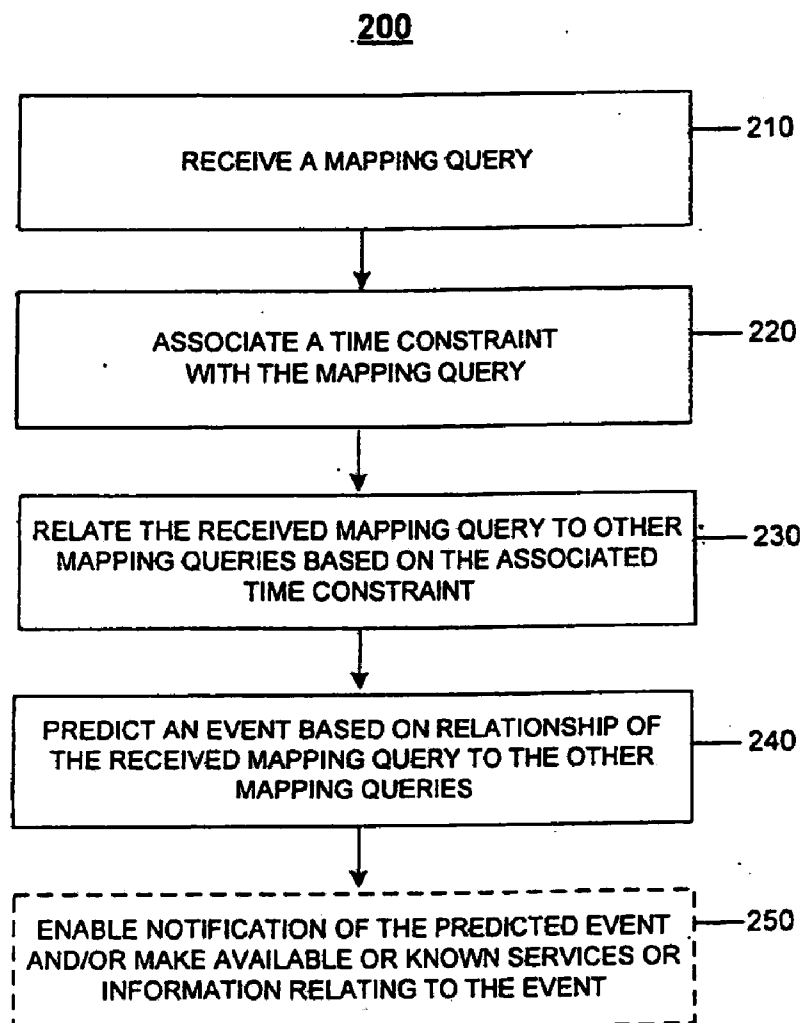 200
RECEIVE A MAPPING QUERY
210
ASSOCIATE A TIME CONSTRAINT
WITH THE MAPPING QUERY
220
RELATE THE RECEIVED MAPPING QUERY TO OTHER
MAPPING QUERIES BASED ON THE ASSOCIATED
TIME CONSTRAINT
230
PREDICT AN EVENT BASED ON RELATIONSHIP OF
THE RECEIVED MAPPING QUERY TO THE OTHER
MAPPING QUERIES
240
ENABLE NOTIFICATION OF THE PREDICTED EVENT
AND/OR MAKE AVAILABLE OR KNOWN SERVICES OR
INFORMATION RELATING TO THE EVENT
250